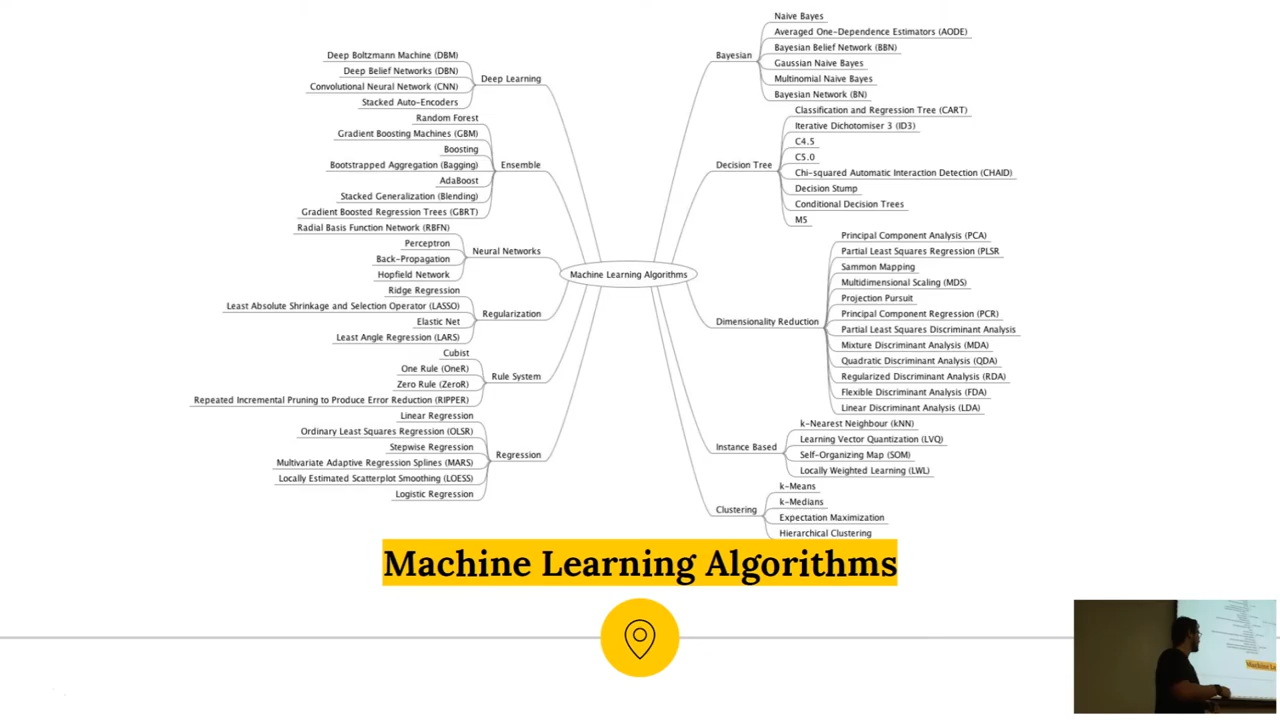 Deep Boltzmann Machine (DBM)
Deep Belief Networks (DBN)
Convolutional Neural Network (CNN)
Stacked Auto-Encoders
Deep Learning
Random Forest
Gradient Boosting Machines (GBM)
Boosting
Bootstrapped Aggregation (Bagging)
AdaBoost
Stacked Generalization (Blending)
Gradient Boosted Regression Trees (GBRT)
Ensemble
Radial Basis Function Network (RBFN)
Perceptron
Back-Propagation
Hopfield Network
Neural Networks
Ridge Regression
Least Absolute Shrinkage and Selection Operator (LASSO)
Elastic Net
Least Angle Regression (LARS)
Regularization
Cubist
One Rule (OneR)
Zero Rule (ZeroR)
Repeated Incremental Pruning to Produce Error Reduction (RIPPER)
Rule System
Linear Regression
Ordinary Least Squares Regression (OLSR)
Stepwise Regression
Multivariate Adaptive Regression Splines (MARS)
Locally Estimated Scatterplot Smoothing (LOESS)
Logistic Regression
Regression
Machine Learning Algorithms
Bayesian
Naive Bayes
Averaged One-Dependence Estimators (AODE)
Bayesian Belief Network (BBN)
Gaussian Naive Bayes
Multinomial Naive Bayes
Bayesian Network (BN)
Decision Tree
Classification and Regression Tree (CART)
Iterative Dichotomiser 3 (ID3)
C4.5
C5.0
Chi-squared Automatic Interaction Detection (CHAID)
Decision Stump
Conditional Decision Trees
M5
Dimensionality Reduction
Principal Component Analysis (PCA)
Partial Least Squares Regression (PLSR
Sammon Mapping
Multidimensional Scaling (MDS)
Projection Pursuit
Principal Component Regression (PCR)
Partial Least Squares Discriminant Analysis
Mixture Discriminant Analysis (MDA)
Quadratic Discriminant Analysis (QDA)
Regularized Discriminant Analysis (RDA)
Flexible Discriminant Analysis (FDA)
Linear Discriminant Analysis (LDA)
Instance Based
k-Nearest Neighbour (kNN)
Learning Vector Quantization (LVQ)
Self-Organizing Map (SOM)
Locally Weighted Learning (LWL)
Clustering
k-Means
k-Medians
Expectation Maximization
Hierarchical Clustering
Machine Learning Algorithms
Machine Le